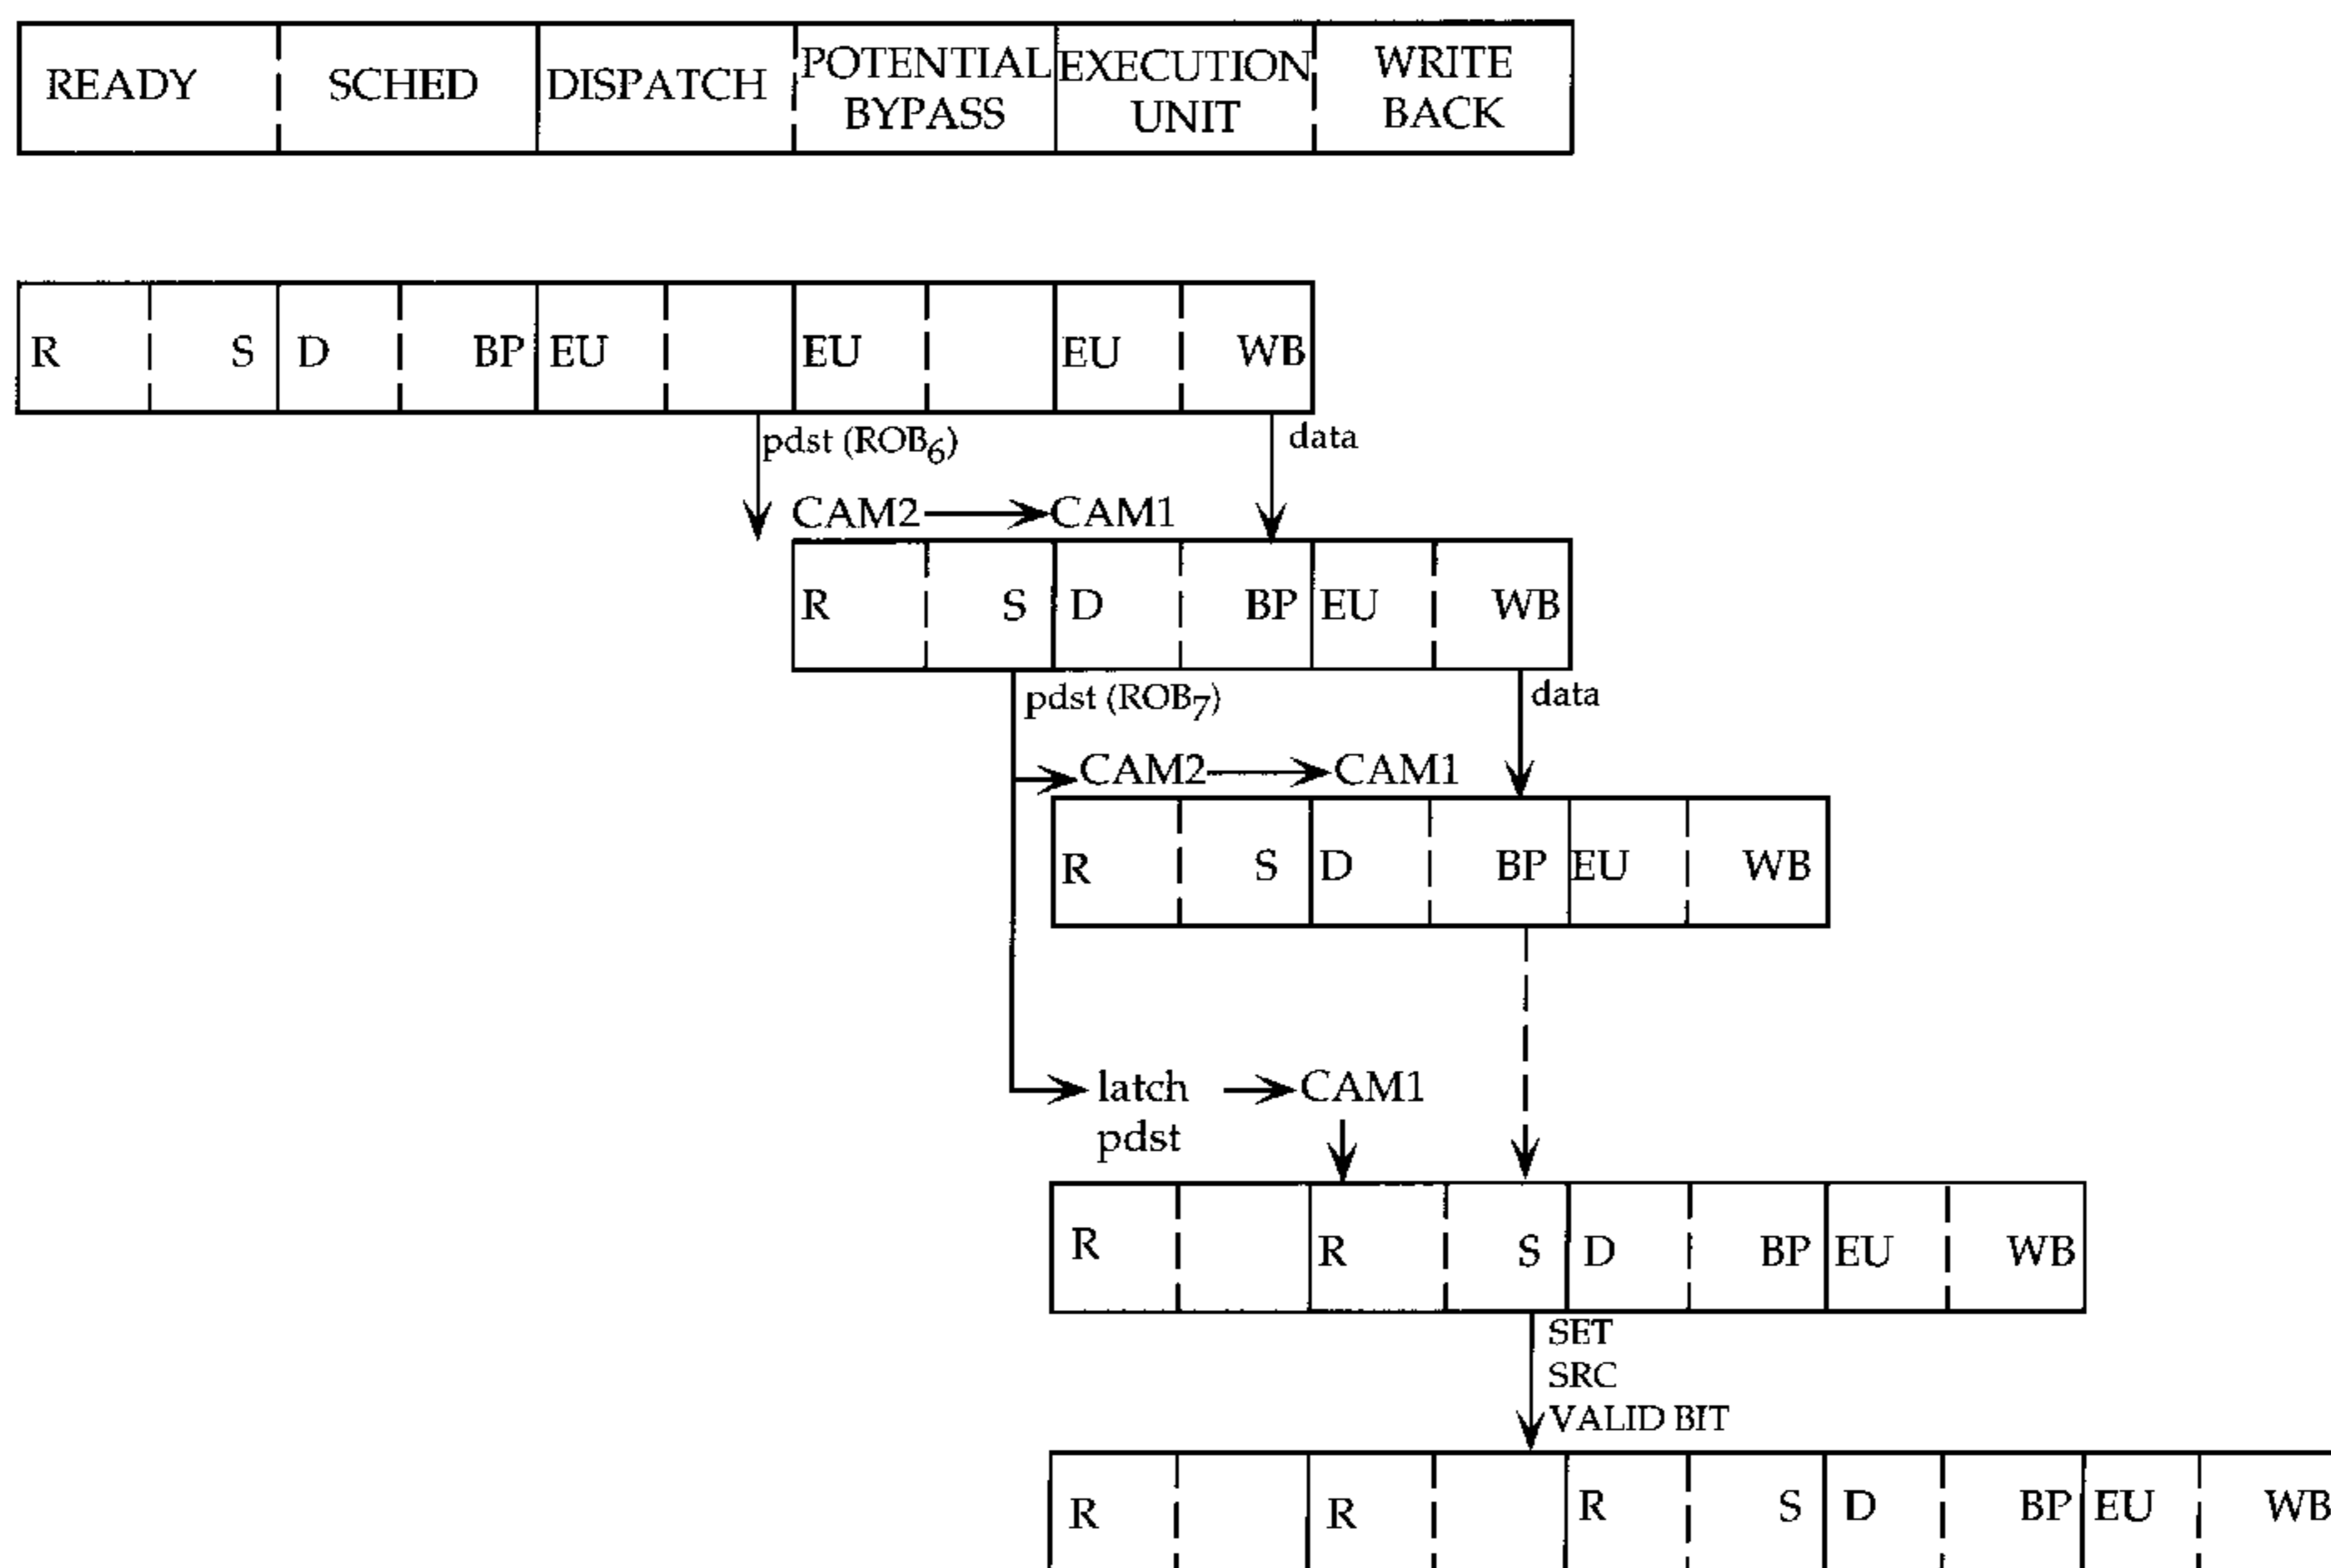 READY SCHED DISPATCH POTENTIAL BYPASS EXECUTION UNIT WRITE BACK
R S D BP EU EU EU WB
pdst (ROB6) data
CAM2 CAM1
R S D BP EU WB
pdst (ROB7) data
CAM2 CAM1
R S D BP EU WB
latch CAM1
pdst
R R S D BP EU WB
SET
SRC
VALID BIT
R R R S D BP EU WB